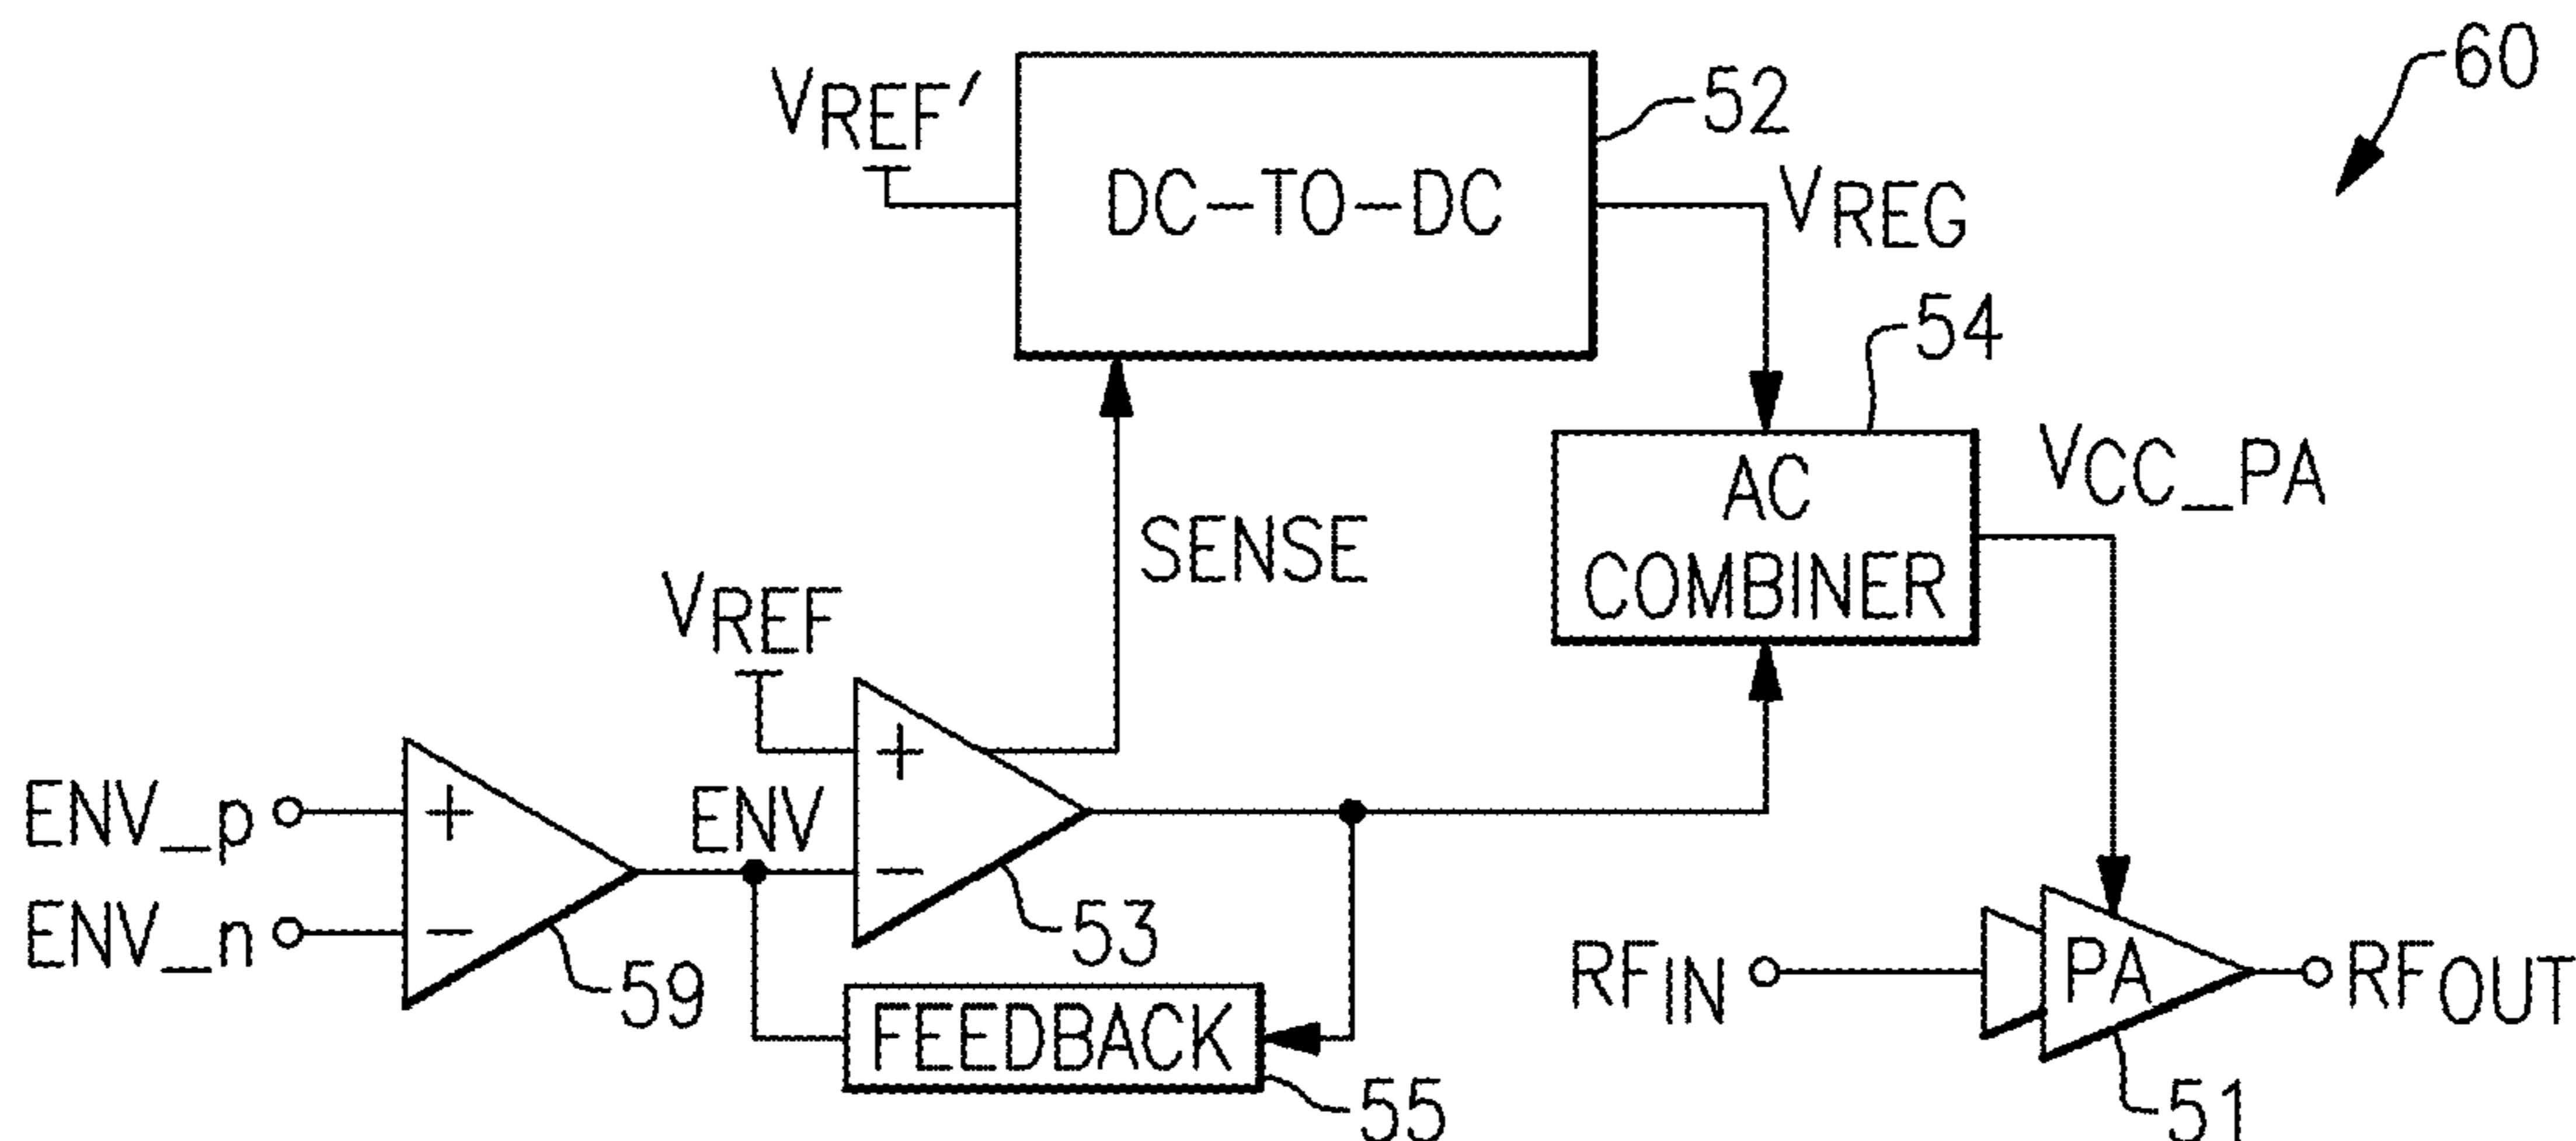 60
VREF'
52
DC-TO-DC
VREG
54
AC
COMBINER
VCC_PA
SENSE
VREF
+
ENV_p
+
ENV
ENV_n
−
−
53
59
FEEDBACK
55
RFIN
PA
RFOUT
51